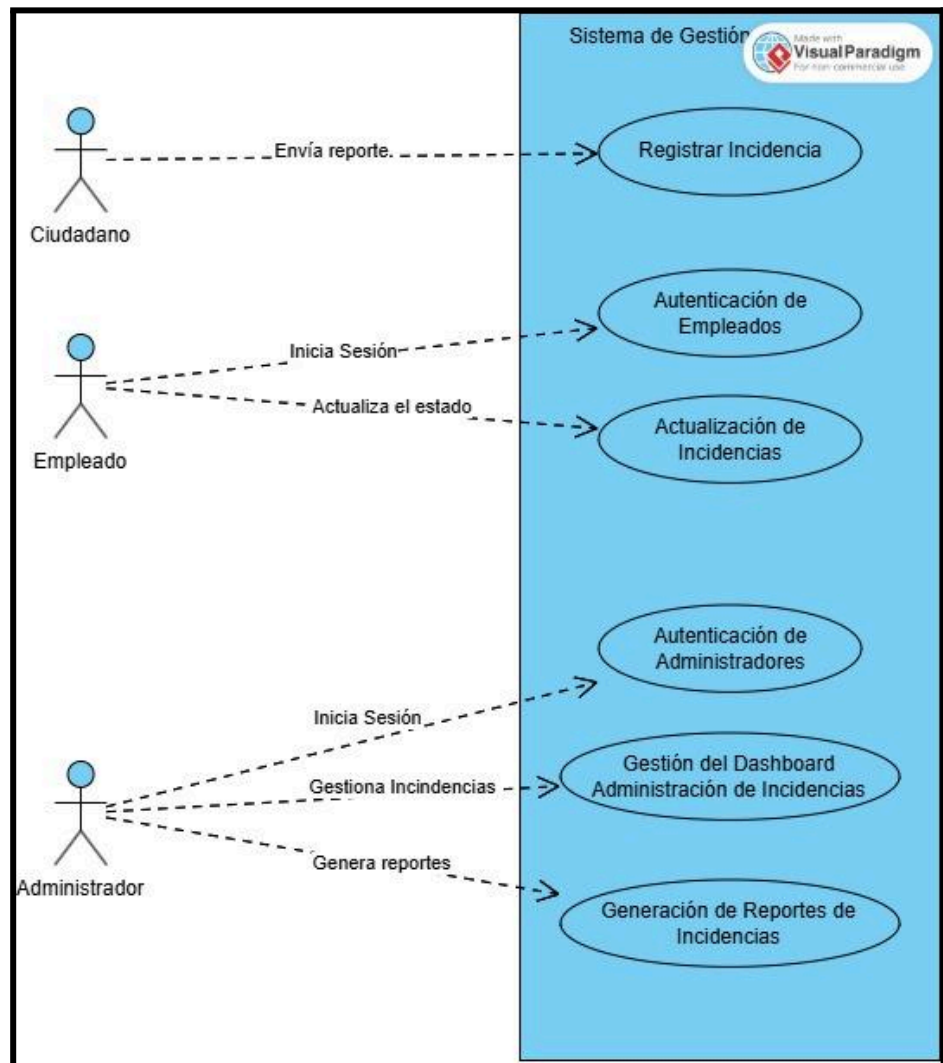 Sistema de Gestión
Made with
Visual Paradigm
For non-commercial use
Envía reporte
Registrar Incidencia
Ciudadano
Autenticación de
Empleados
Inicia Sesión
Actualiza el estado
Actualización de
Incidencias
Empleado
Autenticación de
Administradores
Inicia Sesión
Gestión del Dashboard
Gestiona Incindencias
Administración de Incidencias
Genera reportes
Administrador
Generación de Reportes de
Incidencias